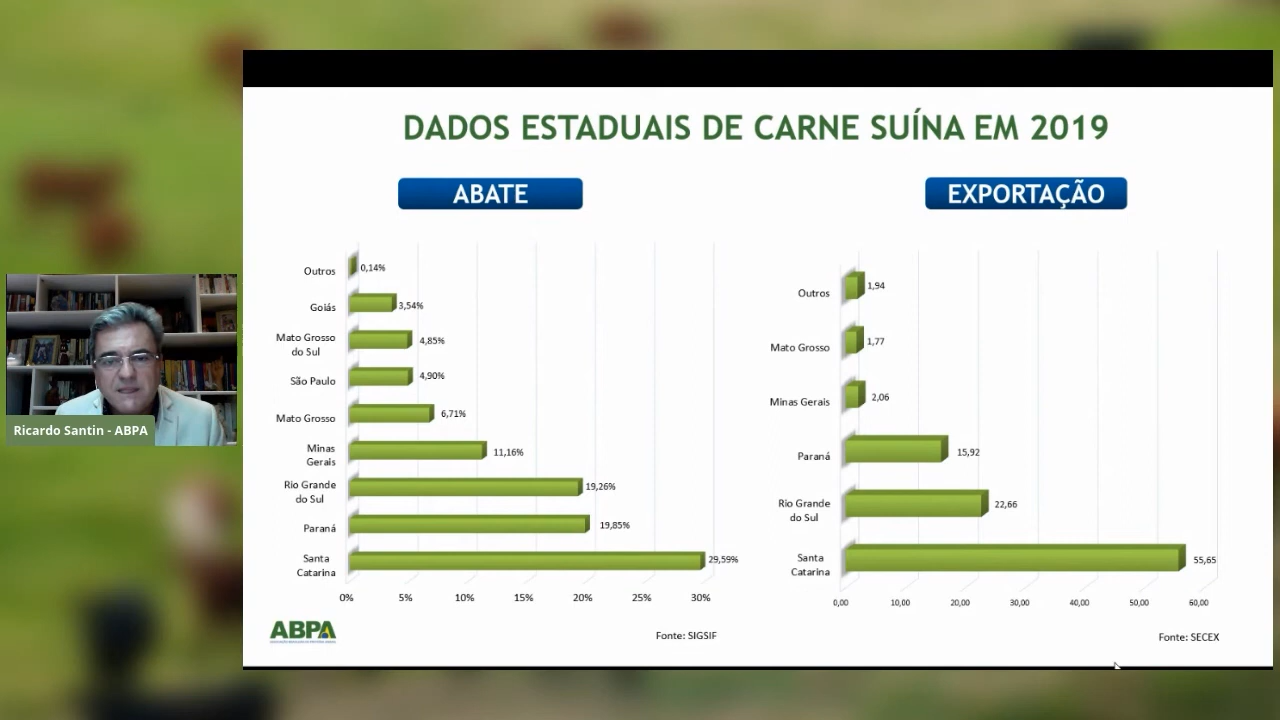 DADOS ESTADUAIS DE CARNE SUÍNA EM 2019
ABATE
Outros
0,14%
Goiás
3,54%
Mato Grosso
do Sul
4,85%
São Paulo
4,90%
Mato Grosso
6,71%
Minas
Gerais
11,16%
Rio Grande
do Sul
19,26%
Paraná
19,85%
Santa
Catarina
29,59%
0% 5% 10% 15% 20% 25% 30%
Fonte: SIGSIF
EXPORTAÇÃO
Outros
1,94
Mato Grosso
1,77
Minas Gerais
2,06
Paraná
15,92
Rio Grande
do Sul
22,66
Santa
Catarina
55,65
0,00 10,00 20,00 30,00 40,00 50,00 60,00
Fonte: SECEX
ABPA
Ricardo Santin - ABPA